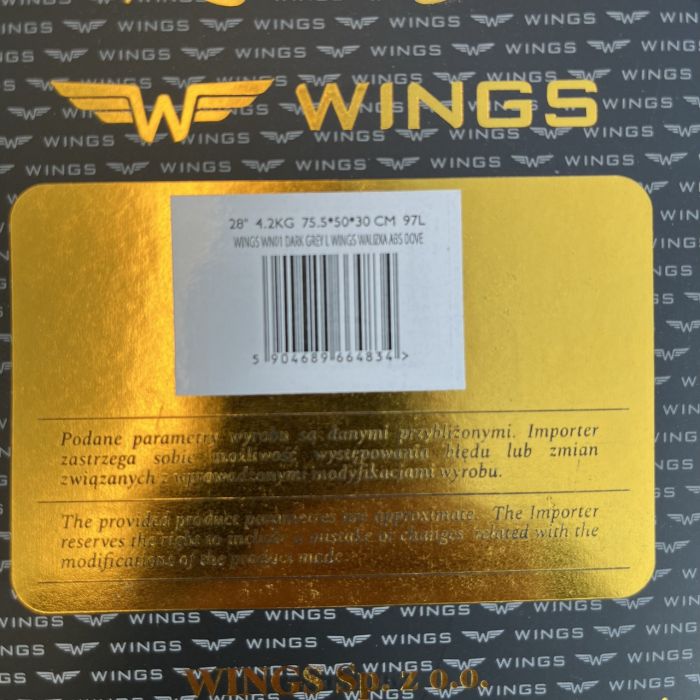 WINGS
28" 4.2KG 75.5*50*30 CM 97L
WINGS WN01 DARK GREY L WINGS WALIZKA ABS DOVE
5 904689 664834 >
Podane parametry wyrobu są danymi przybliżonymi. Importer
zastrzega sobie możliwość występowania błędu lub zmian
związanych z wprowadzonymi modyfikacjami wyrobu.
The provided product parametres are approximate. The Importer
reserves the right to include a mistake or changes related with the
modifications of the product made.
WINGS Sp. z o.o.